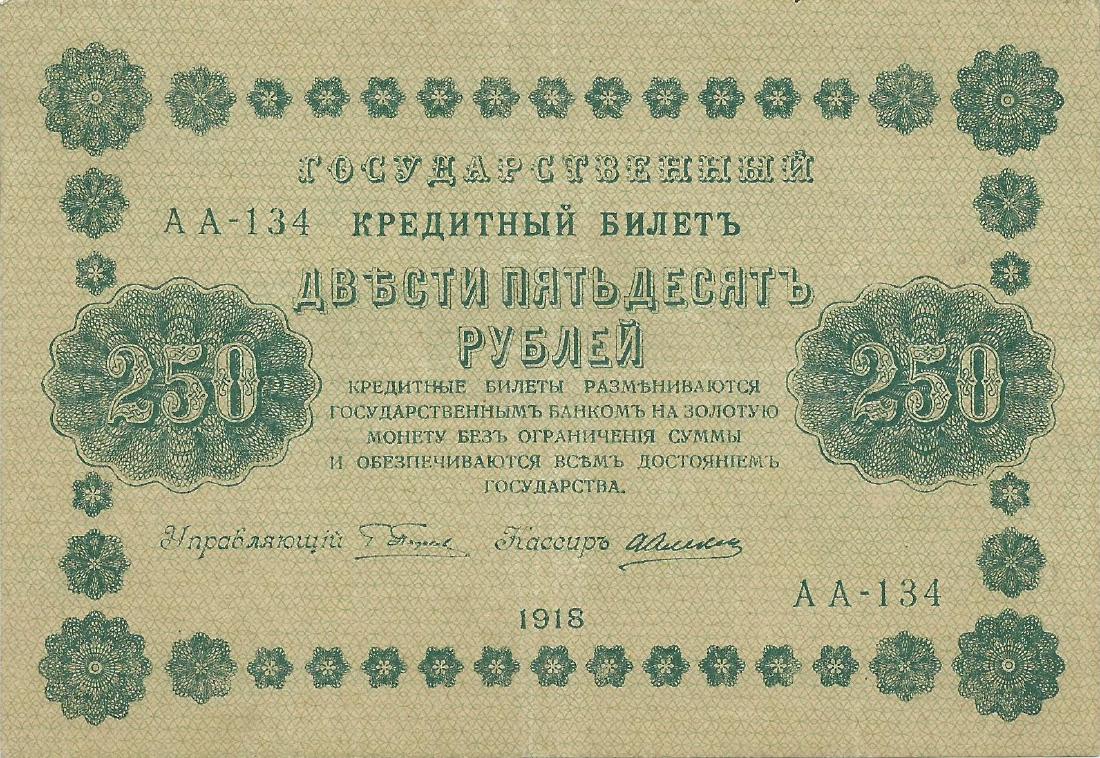 ГОСУДАРСТВЕННЫЙ
АА-134 КРЕДИТНЫЙ БИЛЕТЪ
ДВѢСТИ ПЯТЬДЕСЯТЪ
РУБЛЕЙ
250
250
КРЕДИТНЫЕ БИЛЕТЫ РАЗМѢНИВАЮТСЯ
ГОСУДАРСТВЕННЫМЪ БАНКОМЪ НА ЗОЛОТУЮ
МОНЕТУ БЕЗЪ ОГРАНИЧЕНІЯ СУММЫ
И ОБЕЗПЕЧИВАЮТСЯ ВСѢМЪ ДОСТОЯНІЕМЪ
ГОСУДАРСТВА.
Управляющій Кассиръ
АА-134
1918